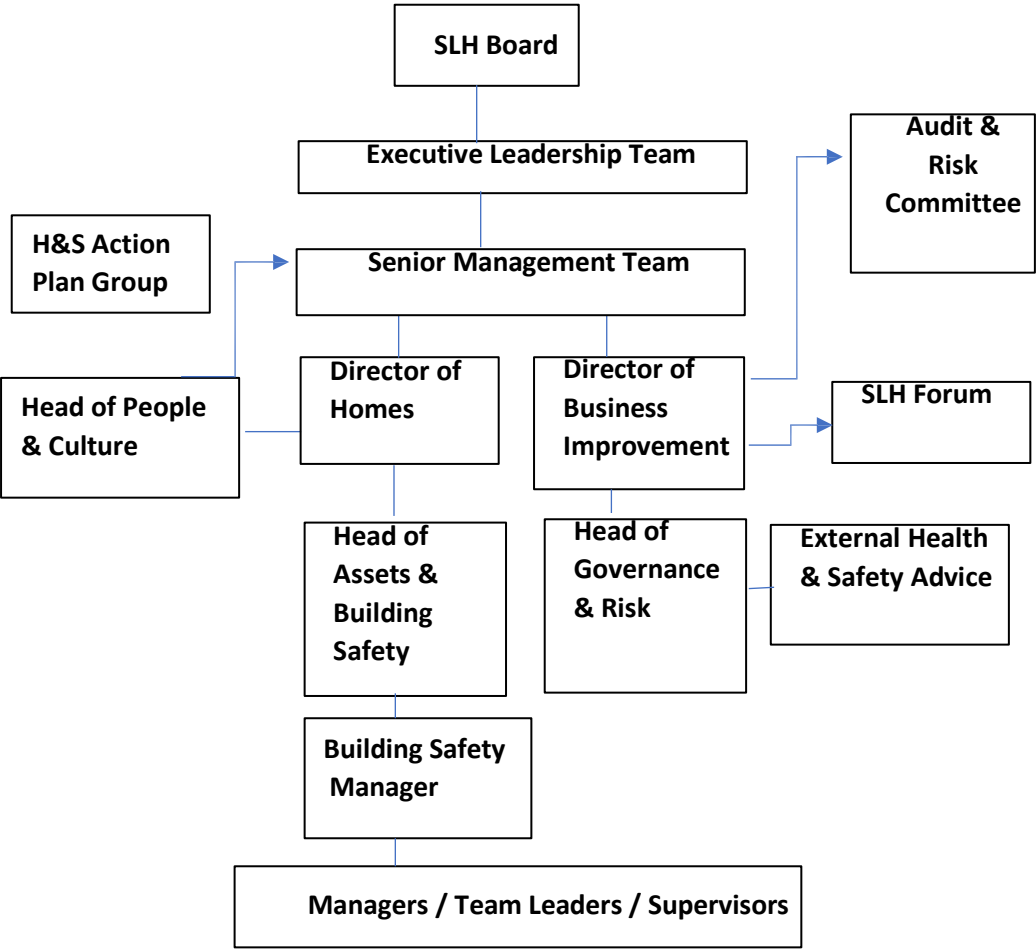 SLH Board
Executive Leadership Team
Audit &
Risk
Committee
H&S Action
Plan Group
Senior Management Team
Head of People
& Culture
Director of
Homes
Director of
Business
Improvement
SLH Forum
Head of
Assets &
Building
Safety
Head of
Governance
& Risk
External Health
& Safety Advice
Building Safety
Manager
Managers / Team Leaders / Supervisors